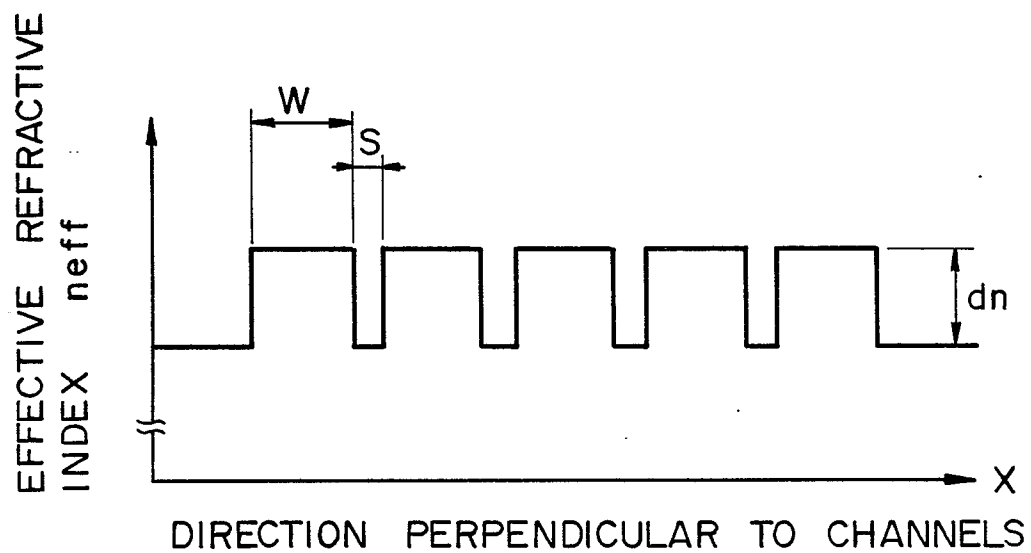 EFFECTIVE REFRACTIVE
INDEX neff
W
S
dn
X
DIRECTION PERPENDICULAR TO CHANNELS